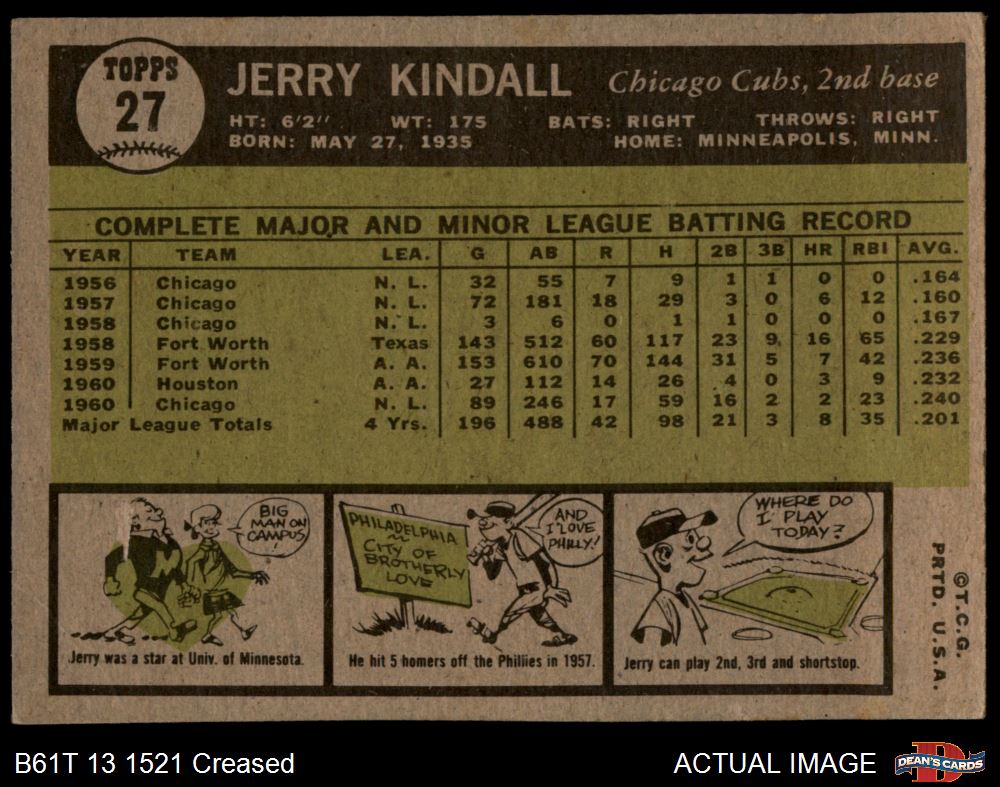 TOPPS
27
JERRY KINDALL Chicago Cubs, 2nd base
HT: 6'2" WT: 175 BATS: RIGHT THROWS: RIGHT
BORN: MAY 27, 1935 HOME: MINNEAPOLIS, MINN.
COMPLETE MAJOR AND MINOR LEAGUE BATTING RECORD
YEAR TEAM LEA. G AB R H 2B 3B HR RBI AVG.
1956 Chicago N. L. 32 55 7 9 1 1 0 0 .164
1957 Chicago N. L. 72 181 18 29 3 0 6 12 .160
1958 Chicago N. L. 3 6 0 1 1 0 0 0 .167
1958 Fort Worth Texas 143 512 60 117 23 9 16 65 .229
1959 Fort Worth A. A. 153 610 70 144 31 5 7 42 .236
1960 Houston A. A. 27 112 14 26 4 0 3 9 .232
1960 Chicago N. L. 89 246 17 59 16 2 2 23 .240
Major League Totals 4 Yrs. 196 488 42 98 21 3 8 35 .201
BIG
MAN ON
CAMPUS
!
M
Jerry was a star at Univ. of Minnesota.
PHILADELPHIA
~
CITY OF
BROTHERLY
LOVE
AND
I LOVE
PHILLY!
He hit 5 homers off the Phillies in 1957.
WHERE DO
I PLAY
TODAY?
Jerry can play 2nd, 3rd and shortstop.
©T.C.G.
PRTD. U.S.A.
B61T 13 1521 Creased
ACTUAL IMAGE
D
DEAN'S CARDS